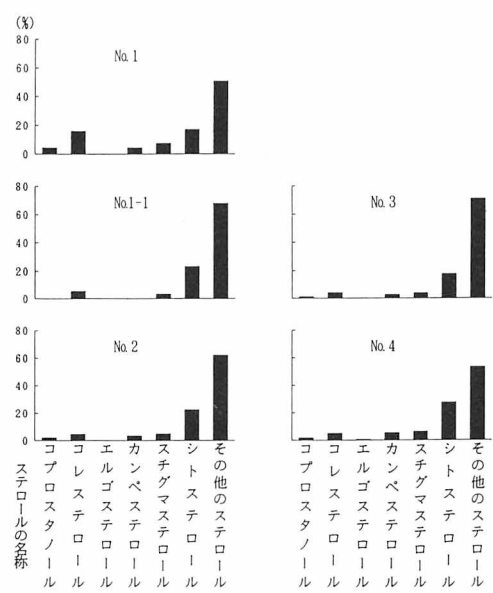 (%)
80
60
40
20
0
No. 1
80
60
40
20
0
No.1-1
No. 3
80
60
40
20
0
No. 2
No. 4
ステロールの名称
コプロスタノール
コレステロール
エルゴステロール
カンペステロール
スチグマステロール
シトステロール
その他のステロール
コプロスタノール
コレステロール
エルゴステロール
カンペステロール
スチグマステロール
シトステロール
その他のステロール